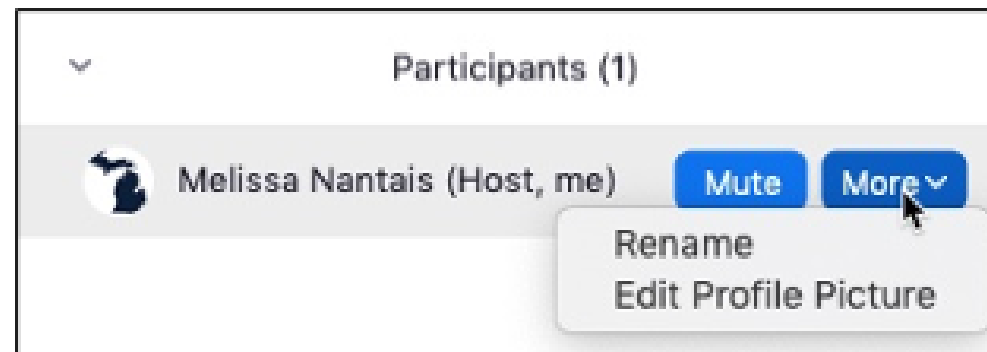 Participants (1)
Melissa Nantais (Host, me) Mute More
Rename
Edit Profile Picture